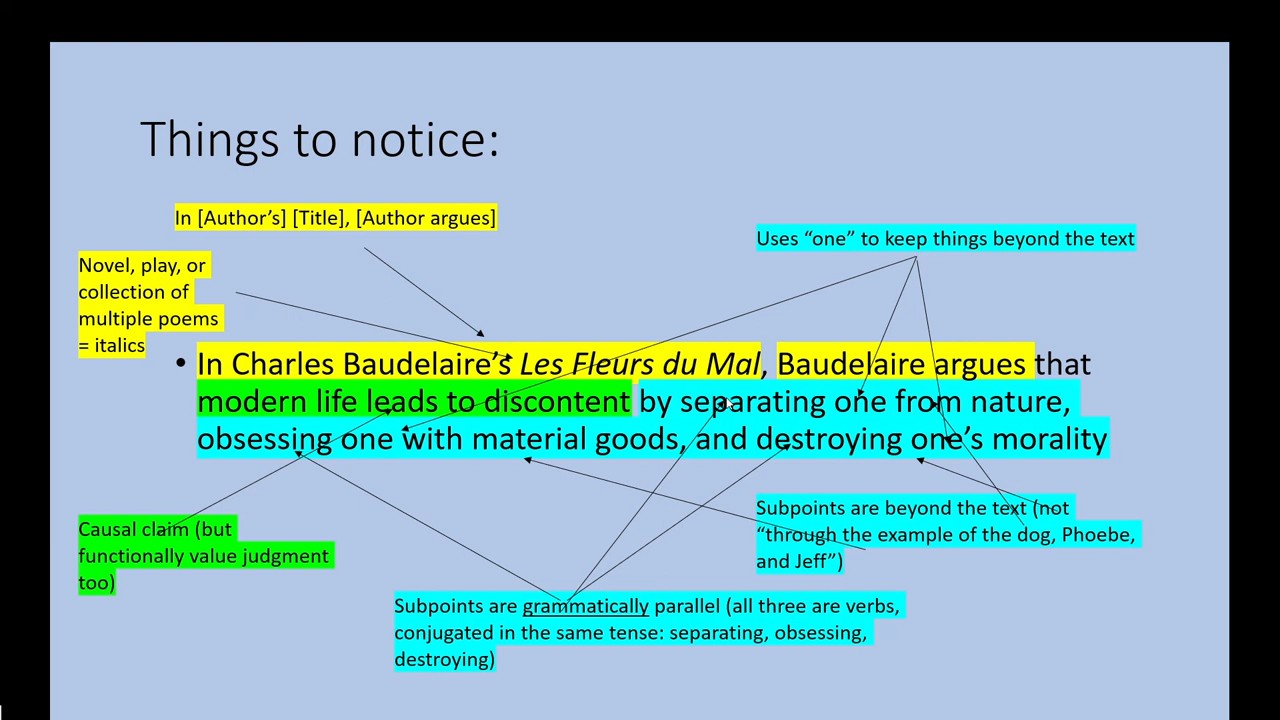 Things to notice:
In [Author’s] [Title], [Author argues]
Uses “one” to keep things beyond the text
Novel, play, or
collection of
multiple poems
= italics
• In Charles Baudelaire’s Les Fleurs du Mal, Baudelaire argues that
modern life leads to discontent by separating one from nature,
obsessing one with material goods, and destroying one’s morality
Causal claim (but
functionally value judgment
too)
Subpoints are beyond the text (not
“through the example of the dog, Phoebe,
and Jeff”)
Subpoints are grammatically parallel (all three are verbs,
conjugated in the same tense: separating, obsessing,
destroying)